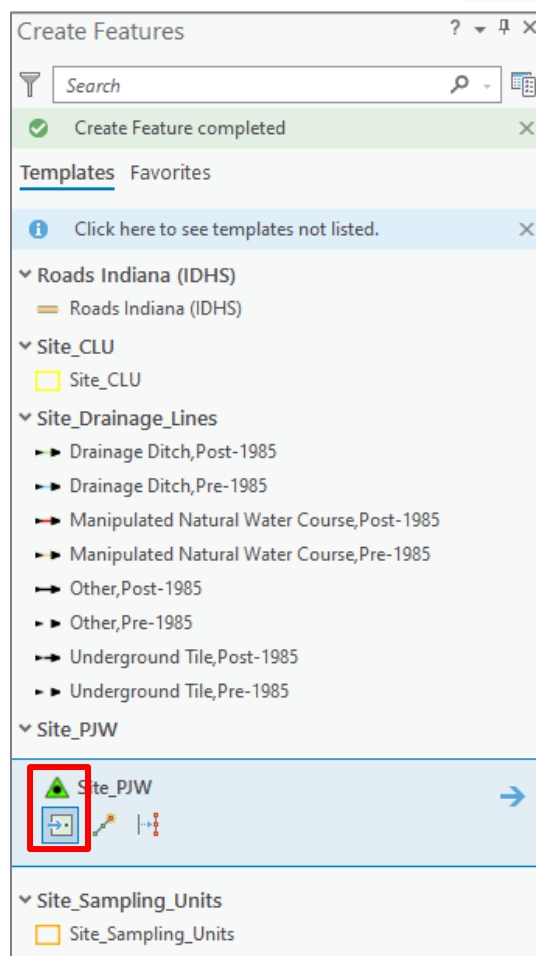 Create Features
?
Search
Create Feature completed
Templates Favorites
Click here to see templates not listed.
Roads Indiana (IDHS)
Roads Indiana (IDHS)
Site_CLU
Site_CLU
Site_Drainage_Lines
Drainage Ditch,Post-1985
Drainage Ditch,Pre-1985
Manipulated Natural Water Course,Post-1985
Manipulated Natural Water Course,Pre-1985
Other,Post-1985
Other,Pre-1985
Underground Tile,Post-1985
Underground Tile,Pre-1985
Site_PJW
Site_PJW
Site_Sampling_Units
Site_Sampling_Units